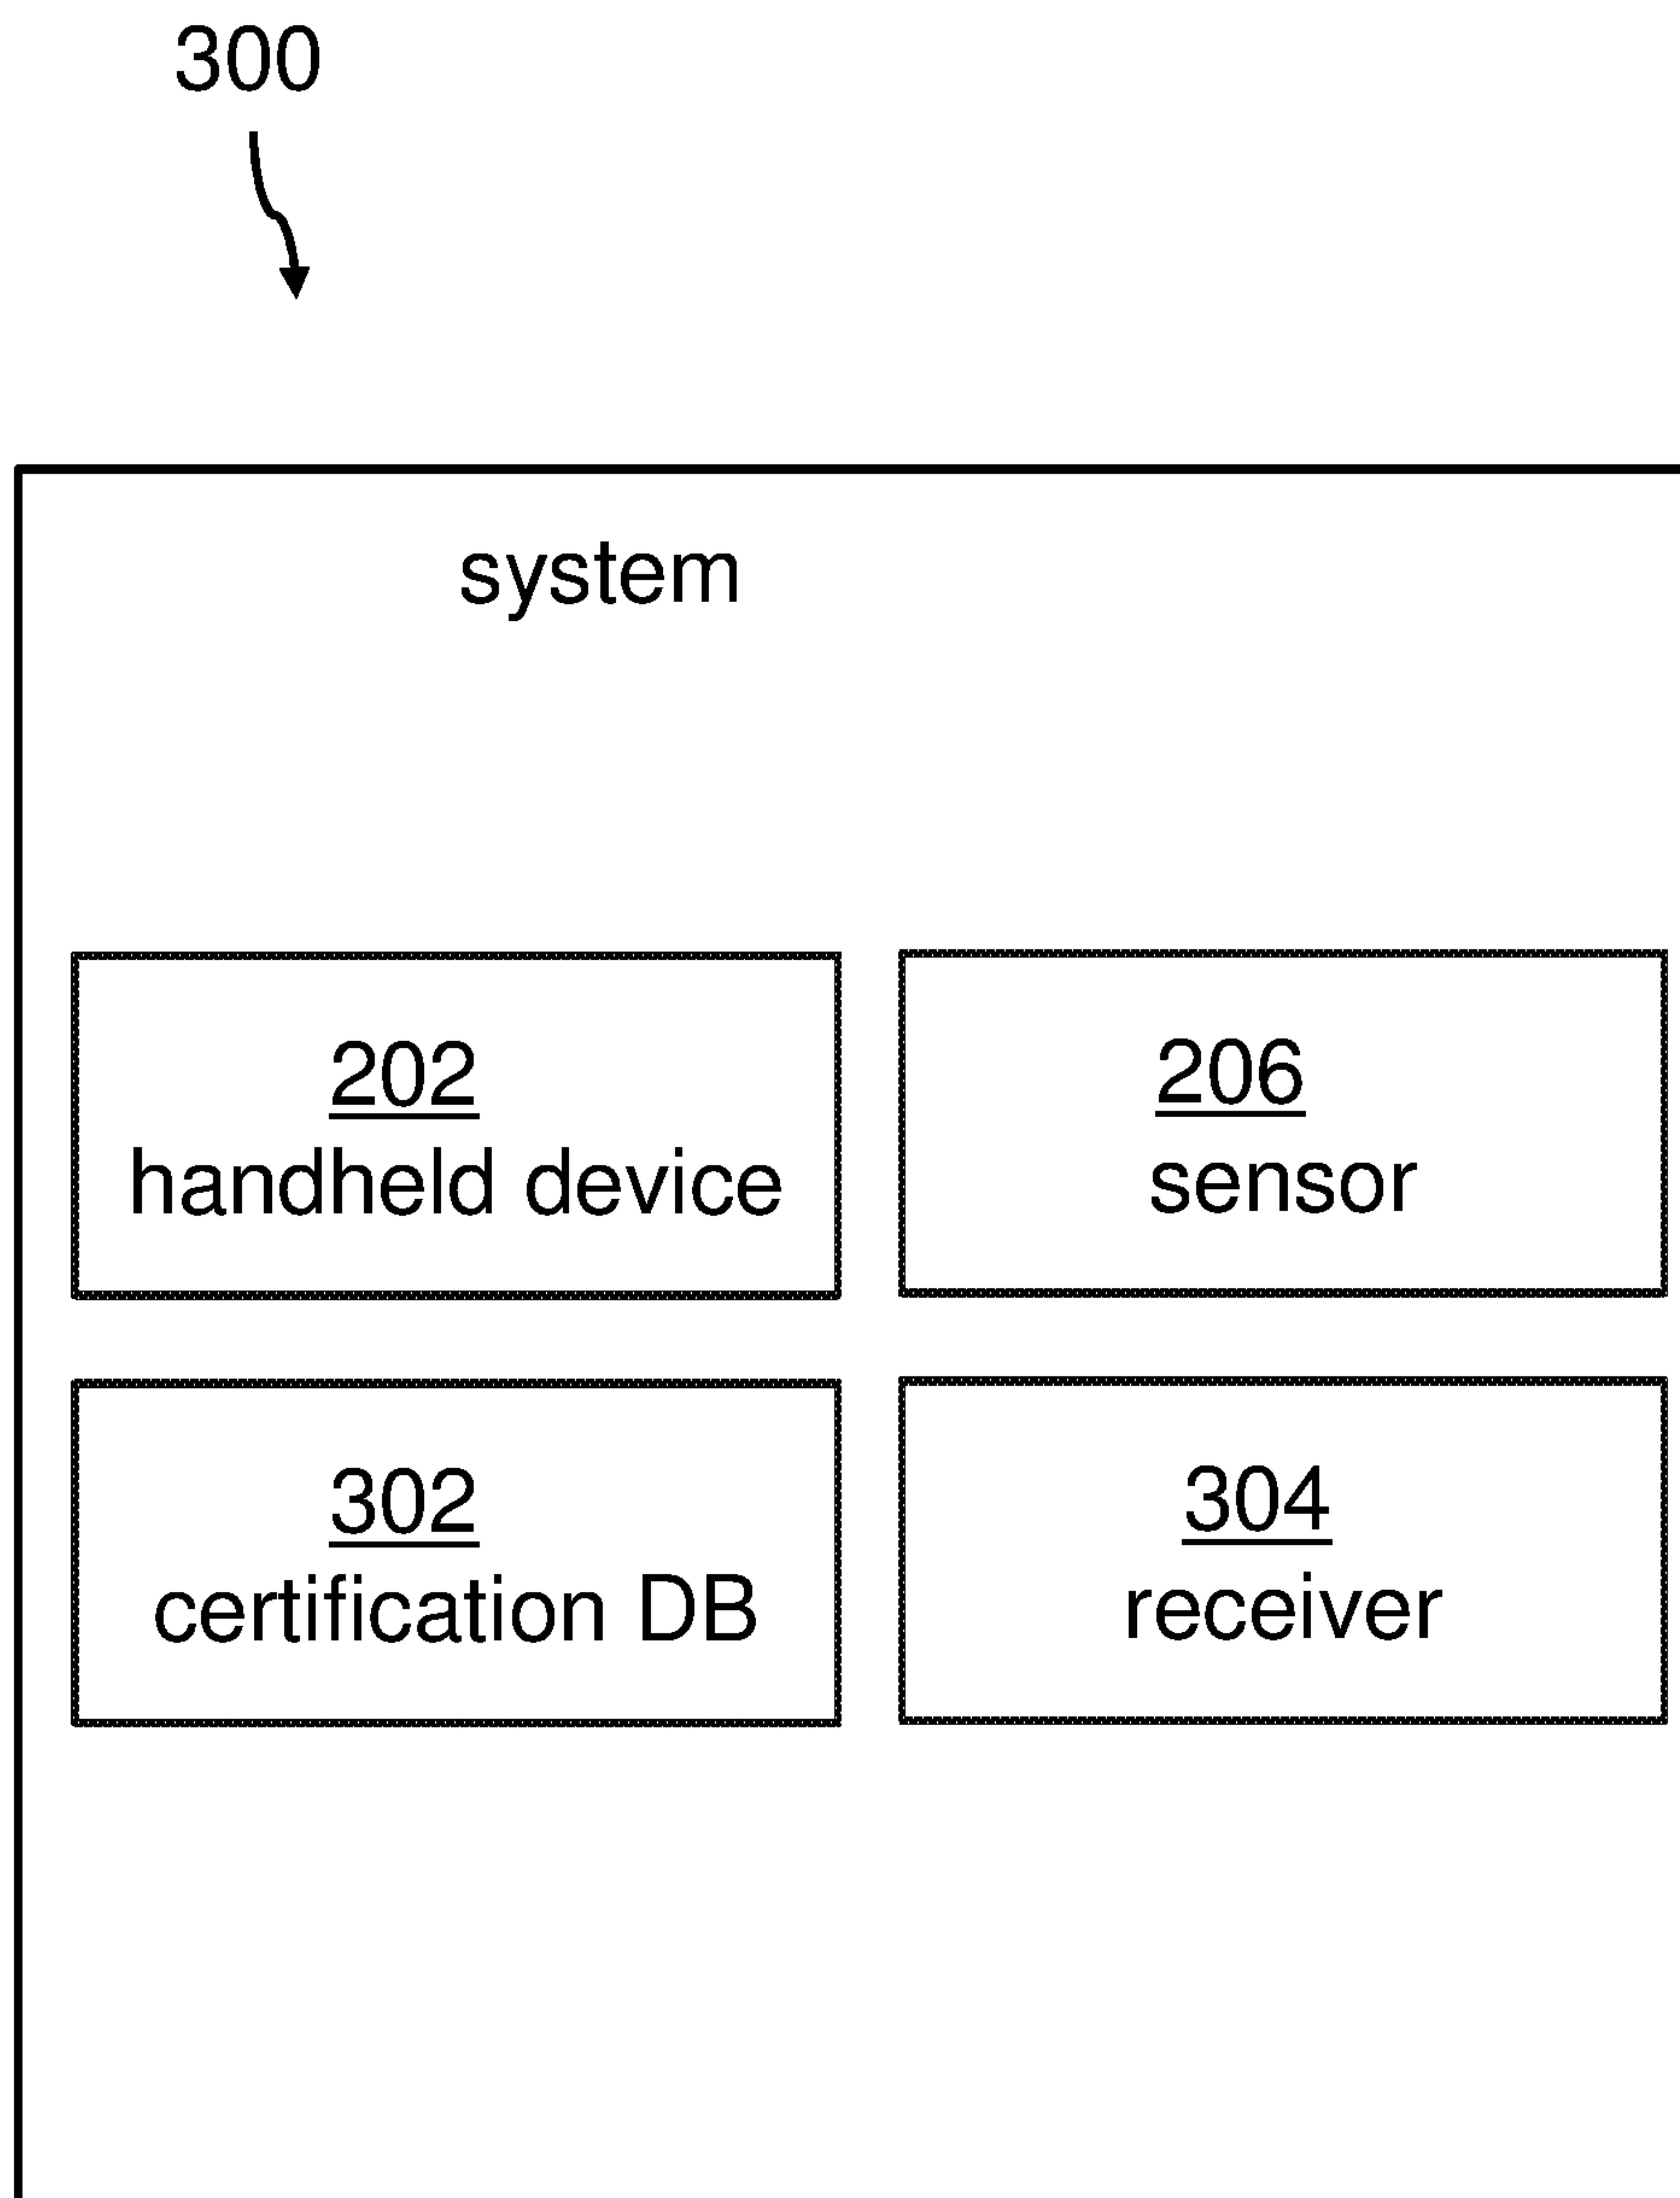 300
system
202
handheld device
206
sensor
302
certification DB
304
receiver